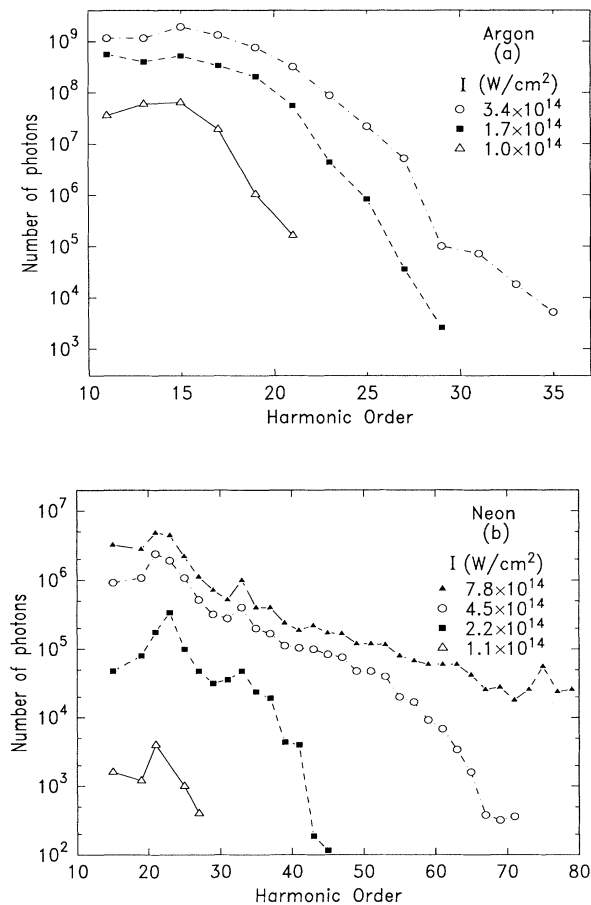 Argon
(a)
I (W/cm²)
3.4×10¹⁴
1.7×10¹⁴
1.0×10¹⁴
10⁹
10⁸
10⁷
10⁶
10⁵
10⁴
10³
Number of photons
10 15 20 25 30 35
Harmonic Order
Neon
(b)
I (W/cm²)
7.8×10¹⁴
4.5×10¹⁴
2.2×10¹⁴
1.1×10¹⁴
10⁷
10⁶
10⁵
10⁴
10³
10²
Number of photons
10 20 30 40 50 60 70 80
Harmonic Order